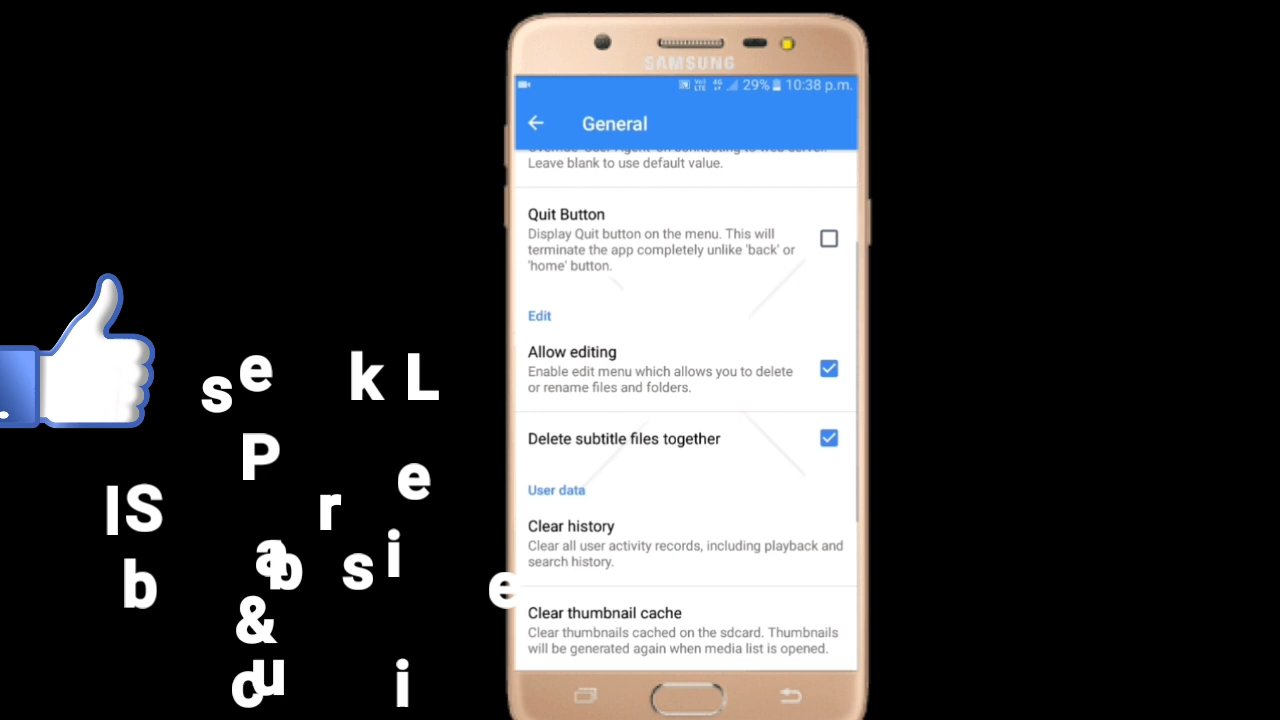 SAMSUNG
29% 10:38 p.m.
General
Leave blank to use default value.
Quit Button
Display Quit button on the menu. This will
terminate the app completely unlike 'back' or
'home' button.
Edit
Allow editing
Enable edit menu which allows you to delete
or rename files and folders.
Delete subtitle files together
User data
Clear history
Clear all user activity records, including playback and
search history.
Clear thumbnail cache
Clear thumbnails cached on the sdcard. Thumbnails
will be generated again when media list is opened.
s e k L
P
e
I S r
a b s i
b e
&
c u i